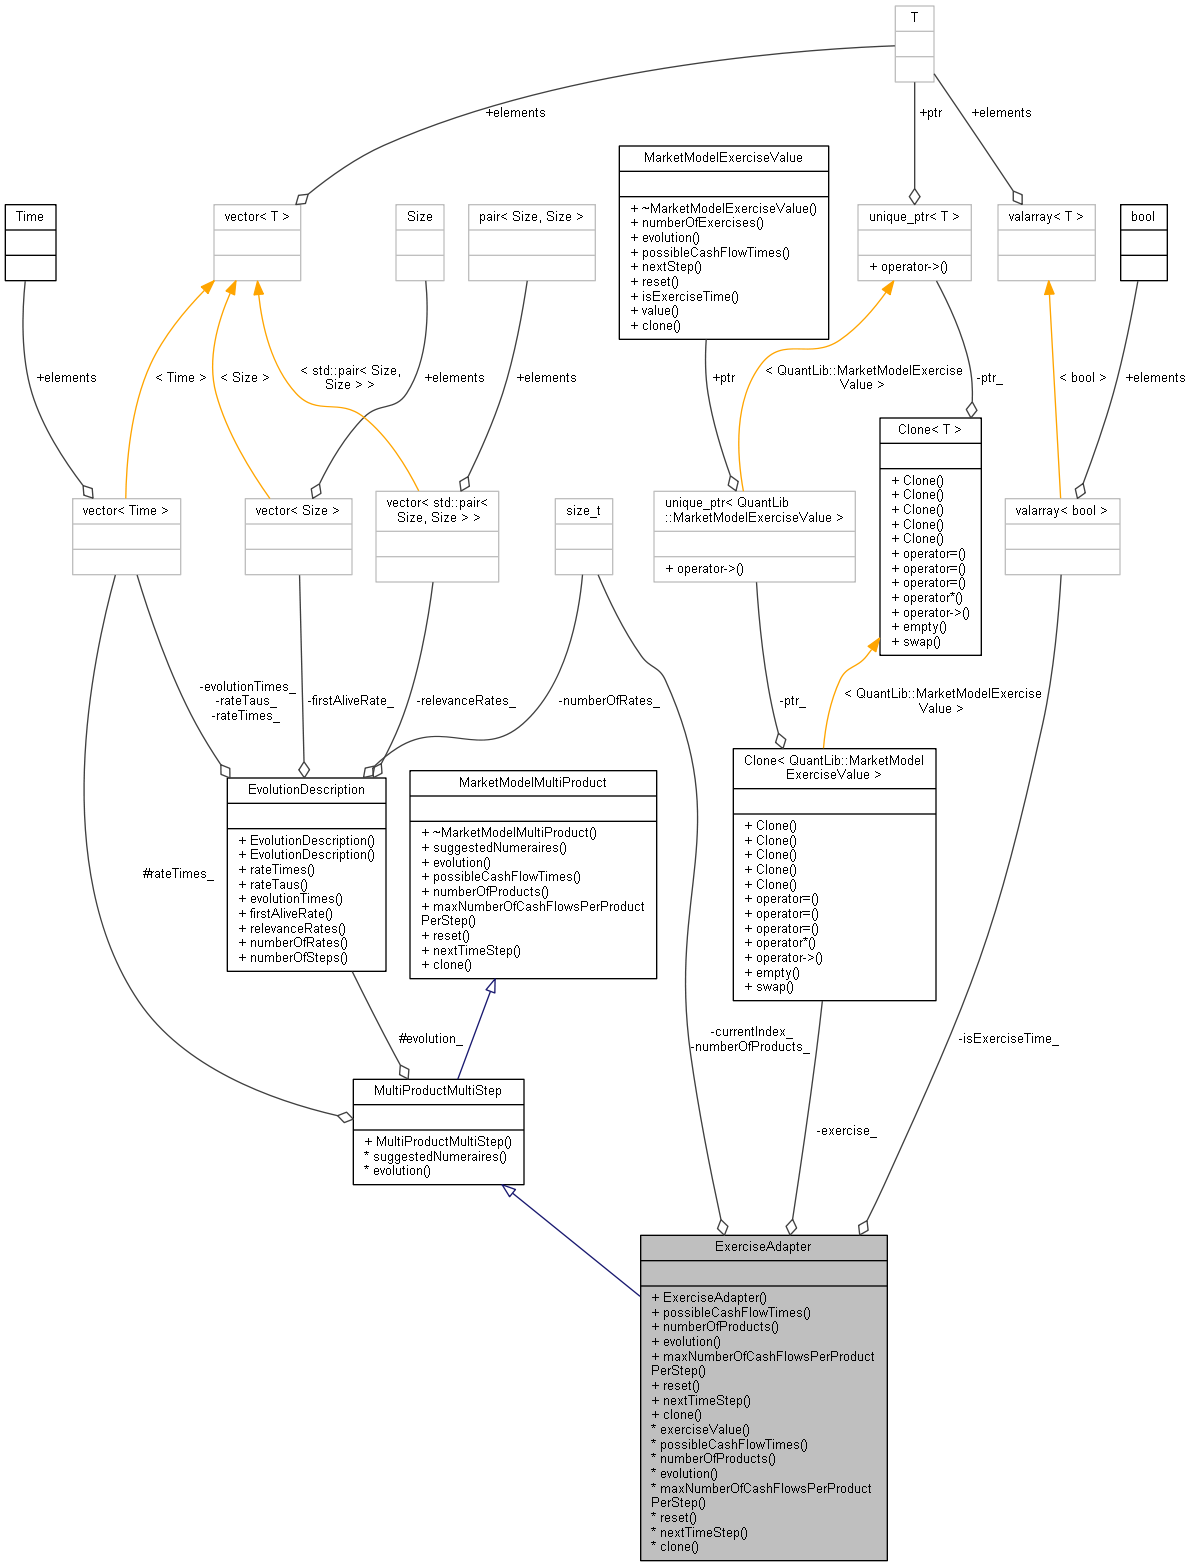 T
+elements
+ptr
+elements
MarketModelExerciseValue
+ ~MarketModelExerciseValue()
+ numberOfExercises()
+ evolution()
+ possibleCashFlowTimes()
+ nextStep()
+ reset()
+ isExerciseTime()
+ value()
+ clone()
Time
vector< T >
Size
pair< Size, Size >
unique_ptr< T >
+ operator->()
valarray< T >
bool
+elements
< Time >
< Size >
< std::pair< Size,
Size > >
+elements
+elements
+ptr
< QuantLib::MarketModelExercise
Value >
-ptr_
< bool >
+elements
Clone< T >
+ Clone()
+ Clone()
+ Clone()
+ Clone()
+ Clone()
+ operator=()
+ operator=()
+ operator=()
+ operator*()
+ operator->()
+ empty()
+ swap()
vector< Time >
vector< Size >
vector< std::pair<
Size, Size > >
size_t
unique_ptr< QuantLib
::MarketModelExerciseValue >
+ operator->()
valarray< bool >
-evolutionTimes_
-rateTaus_
-rateTimes_
-firstAliveRate_
-relevanceRates_
-numberOfRates_
-ptr_
< QuantLib::MarketModelExercise
Value >
EvolutionDescription
+ EvolutionDescription()
+ EvolutionDescription()
+ rateTimes()
+ rateTaus()
+ evolutionTimes()
+ firstAliveRate()
+ relevanceRates()
+ numberOfRates()
+ numberOfSteps()
MarketModelMultiProduct
+ ~MarketModelMultiProduct()
+ suggestedNumeraires()
+ evolution()
+ possibleCashFlowTimes()
+ numberOfProducts()
+ maxNumberOfCashFlowsPerProduct
PerStep()
+ reset()
+ nextTimeStep()
+ clone()
Clone< QuantLib::MarketModel
ExerciseValue >
+ Clone()
+ Clone()
+ Clone()
+ Clone()
+ Clone()
+ operator=()
+ operator=()
+ operator=()
+ operator*()
+ operator->()
+ empty()
+ swap()
#rateTimes_
#evolution_
-currentIndex_
-numberOfProducts_
-isExerciseTime_
MultiProductMultiStep
+ MultiProductMultiStep()
* suggestedNumeraires()
* evolution()
-exercise_
ExerciseAdapter
+ ExerciseAdapter()
+ possibleCashFlowTimes()
+ numberOfProducts()
+ evolution()
+ maxNumberOfCashFlowsPerProduct
PerStep()
+ reset()
+ nextTimeStep()
+ clone()
* exerciseValue()
* possibleCashFlowTimes()
* numberOfProducts()
* evolution()
* maxNumberOfCashFlowsPerProduct
PerStep()
* reset()
* nextTimeStep()
* clone()